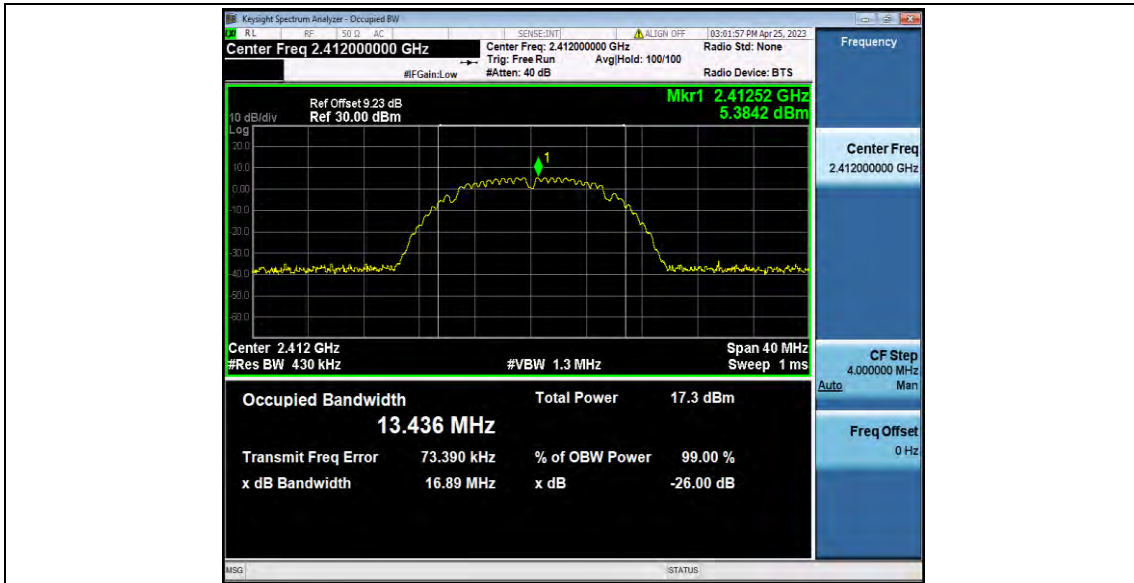 Keysight Spectrum Analyzer - Occupied BW
RL RF 50 Ω AC SENSE:INT ALIGN OFF 03:01:57 PM Apr 25, 2023
Center Freq 2.412000000 GHz Center Freq: 2.412000000 GHz Radio Std: None Frequency
Trig: Free Run Avg|Hold: 100/100
#IFGain:Low #Atten: 40 dB Radio Device: BTS
Mkr1 2.41252 GHz
5.3842 dBm
Ref Offset 9.23 dB
10 dB/div Ref 30.00 dBm
Log
20.0
10.0
0.00
-10.0
-20.0
-30.0
-40.0
-50.0
-60.0
1
Center Freq
2.412000000 GHz
Center 2.412 GHz Span 40 MHz
#Res BW 430 kHz #VBW 1.3 MHz Sweep 1 ms
CF Step
4.000000 MHz
Auto Man
Occupied Bandwidth Total Power 17.3 dBm
13.436 MHz
Freq Offset
0 Hz
Transmit Freq Error 73.390 kHz % of OBW Power 99.00 %
x dB Bandwidth 16.89 MHz x dB -26.00 dB
MSG STATUS